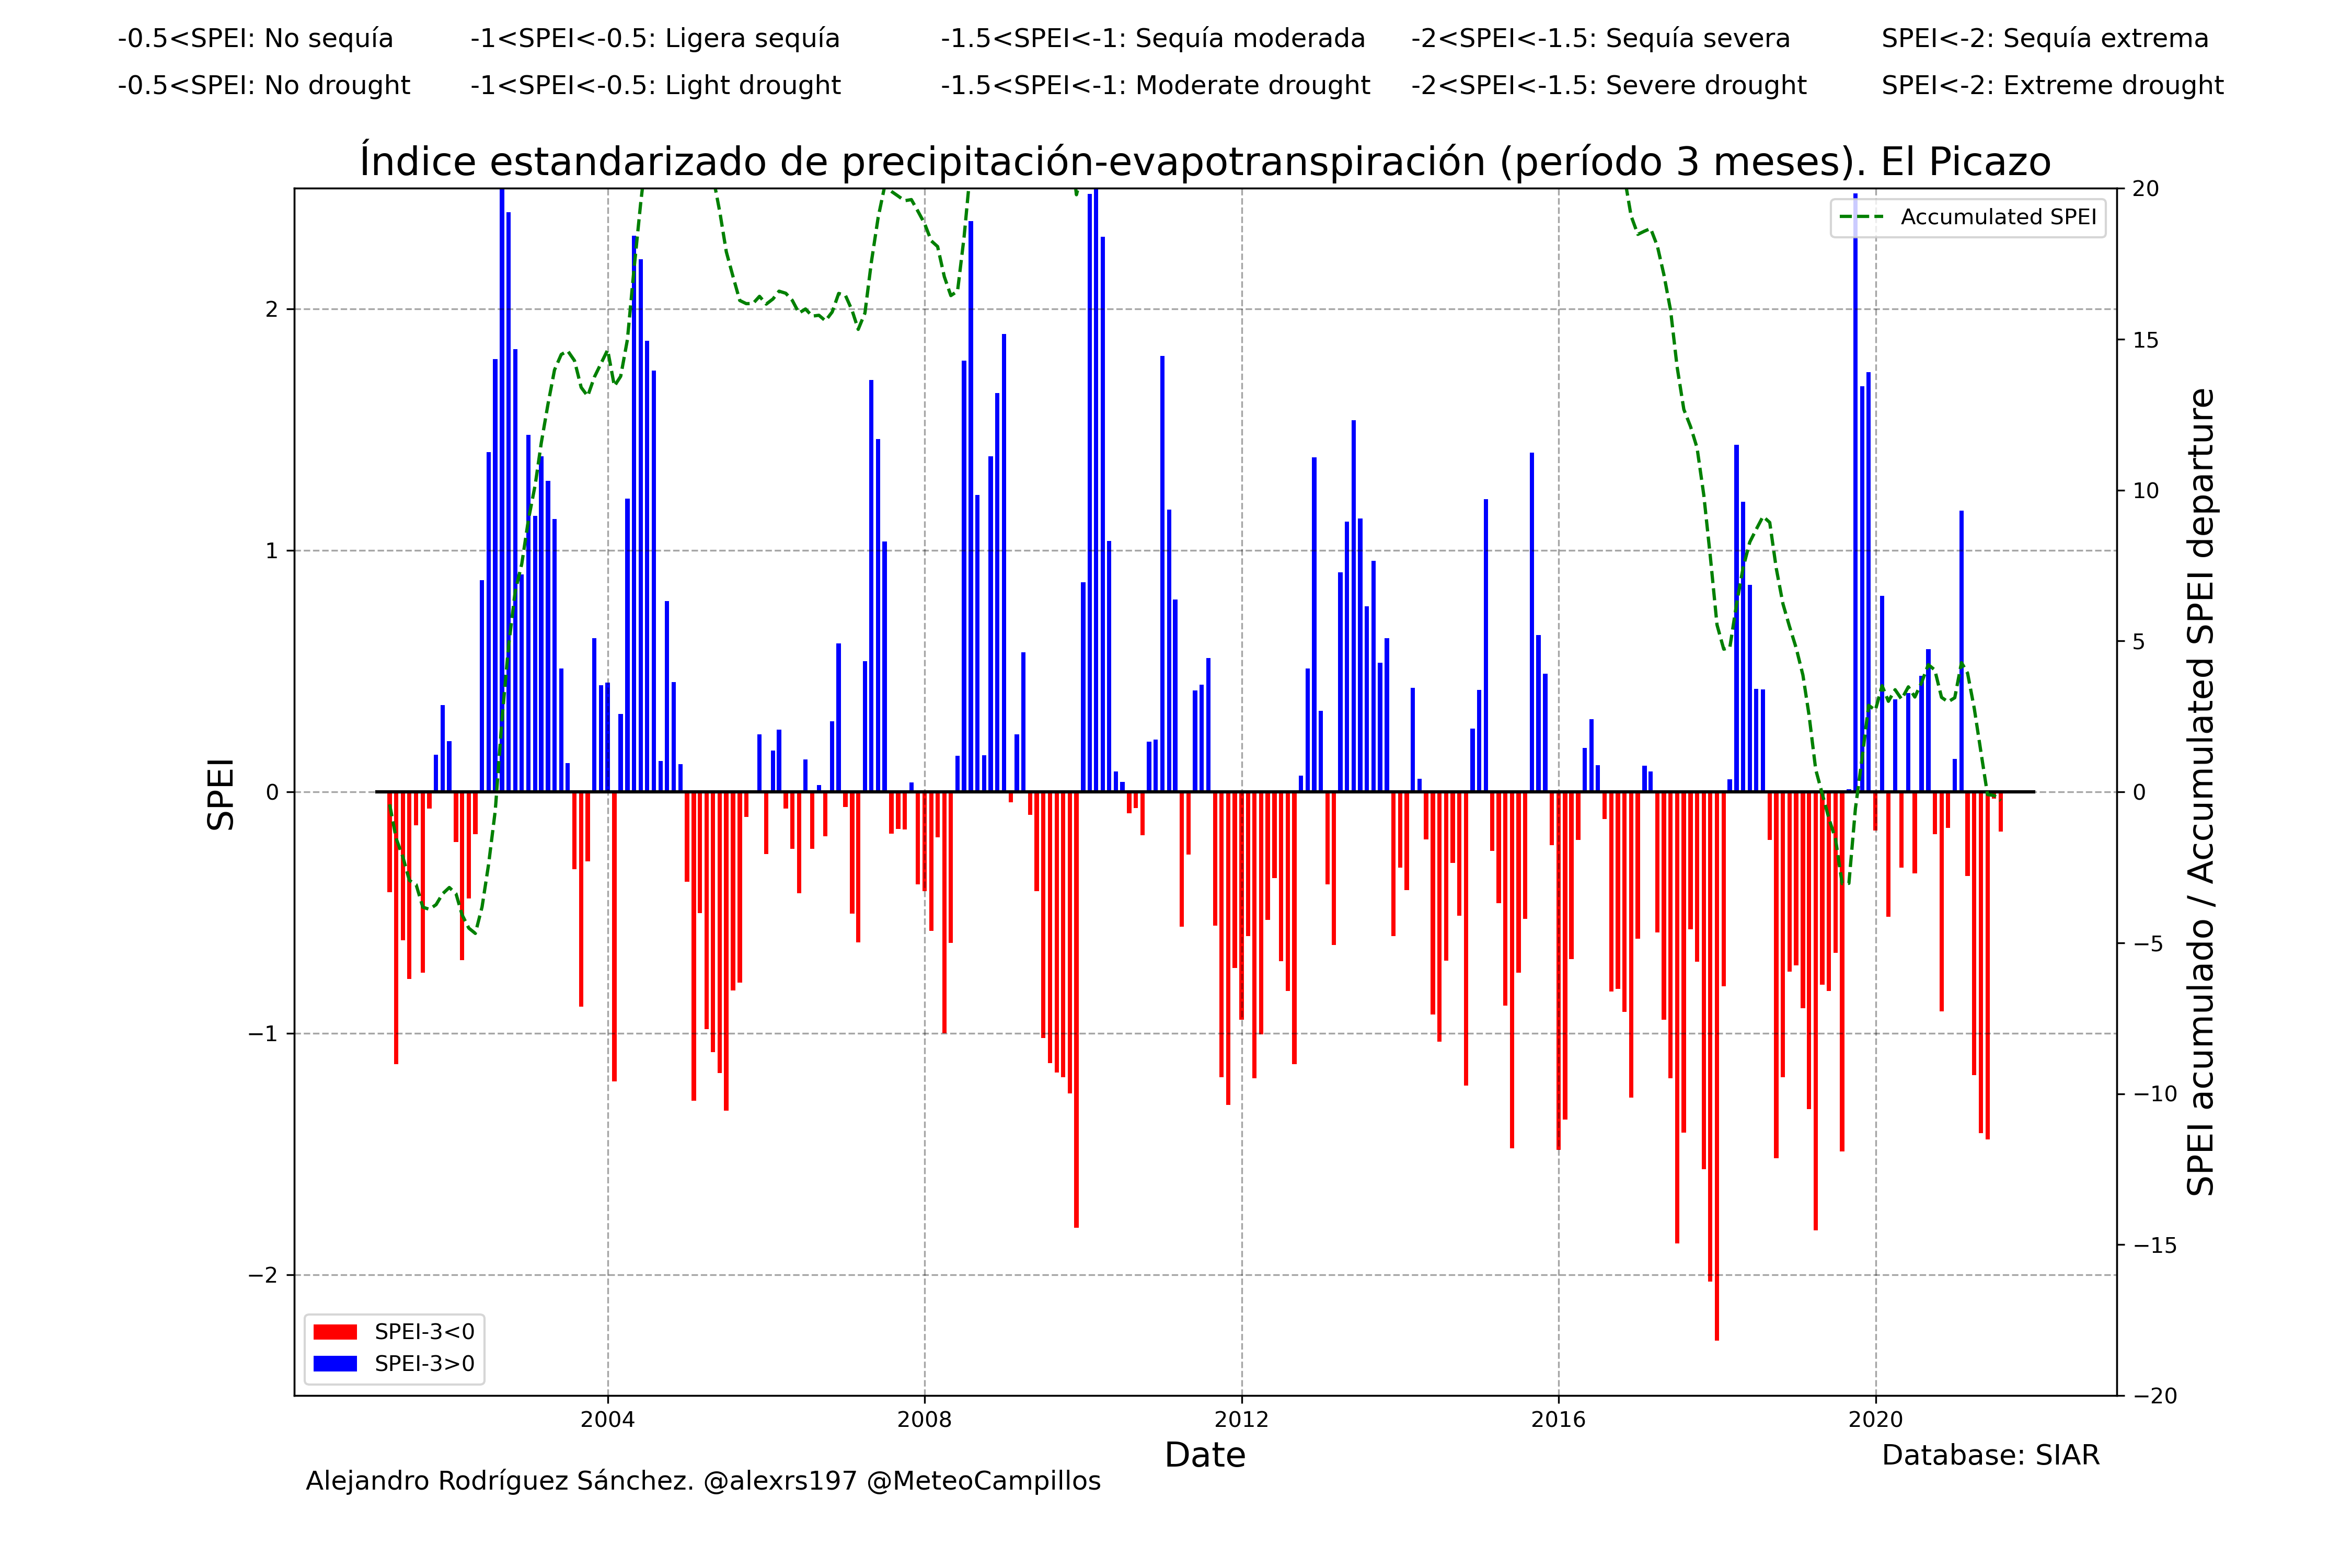 -0.5<SPEI: No sequía -1<SPEI<-0.5: Ligera sequía -1.5<SPEI<-1: Sequía moderada -2<SPEI<-1.5: Sequía severa SPEI<-2: Sequía extrema
-0.5<SPEI: No drought -1<SPEI<-0.5: Light drought -1.5<SPEI<-1: Moderate drought -2<SPEI<-1.5: Severe drought SPEI<-2: Extreme drought
Índice estandarizado de precipitación-evapotranspiración (período 3 meses). El Picazo
Accumulated SPEI
SPEI
2
1
0
−1
−2
20
15
10
5
0
−5
−10
−15
−20
SPEI acumulado / Accumulated SPEI departure
SPEI-3<0
SPEI-3>0
2004 2008 2012 2016 2020
Date
Database: SIAR
Alejandro Rodríguez Sánchez. @alexrs197 @MeteoCampillos